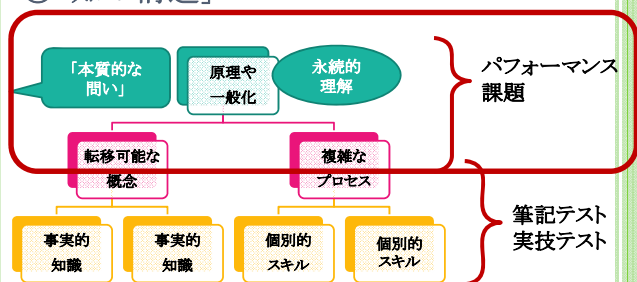 「本質的な
問い」
原理や
一般化
永続的
理解
パフォーマンス
課題
転移可能な
概念
複雑な
プロセス
事実的
知識
事実的
知識
個別的
スキル
個別的
スキル
筆記テスト
実技テスト